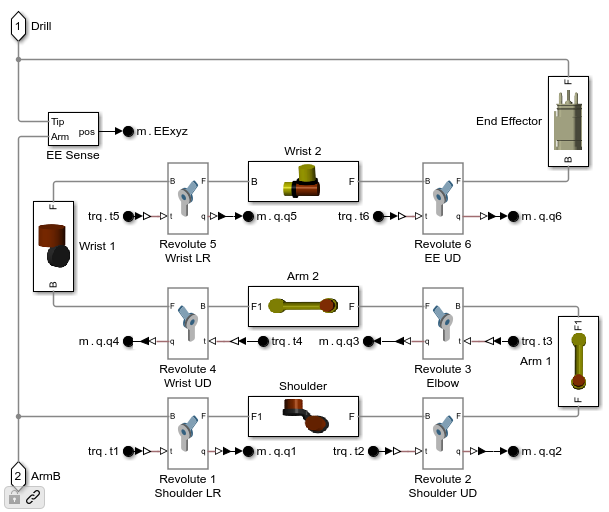 1 Drill
Tip
Arm
pos
m.EExyz
EE Sense
F
End Effector
B
Wrist 2
B F
B F
B F
trq.t5 t q m.q.q5
trq.t6 t q m.q.q6
Revolute 5
Wrist LR
Revolute 6
EE UD
F
Wrist 1
B
Arm 2
F B
F1 F
F B
m.q.q4 q t trq.t4
m.q.q3 q t trq.t3
Revolute 4
Wrist UD
Revolute 3
Elbow
F1
Arm 1
F
Shoulder
B F
F1 F
B F
trq.t1 t q m.q.q1
trq.t2 t q m.q.q2
Revolute 1
Shoulder LR
Revolute 2
Shoulder UD
2 ArmB